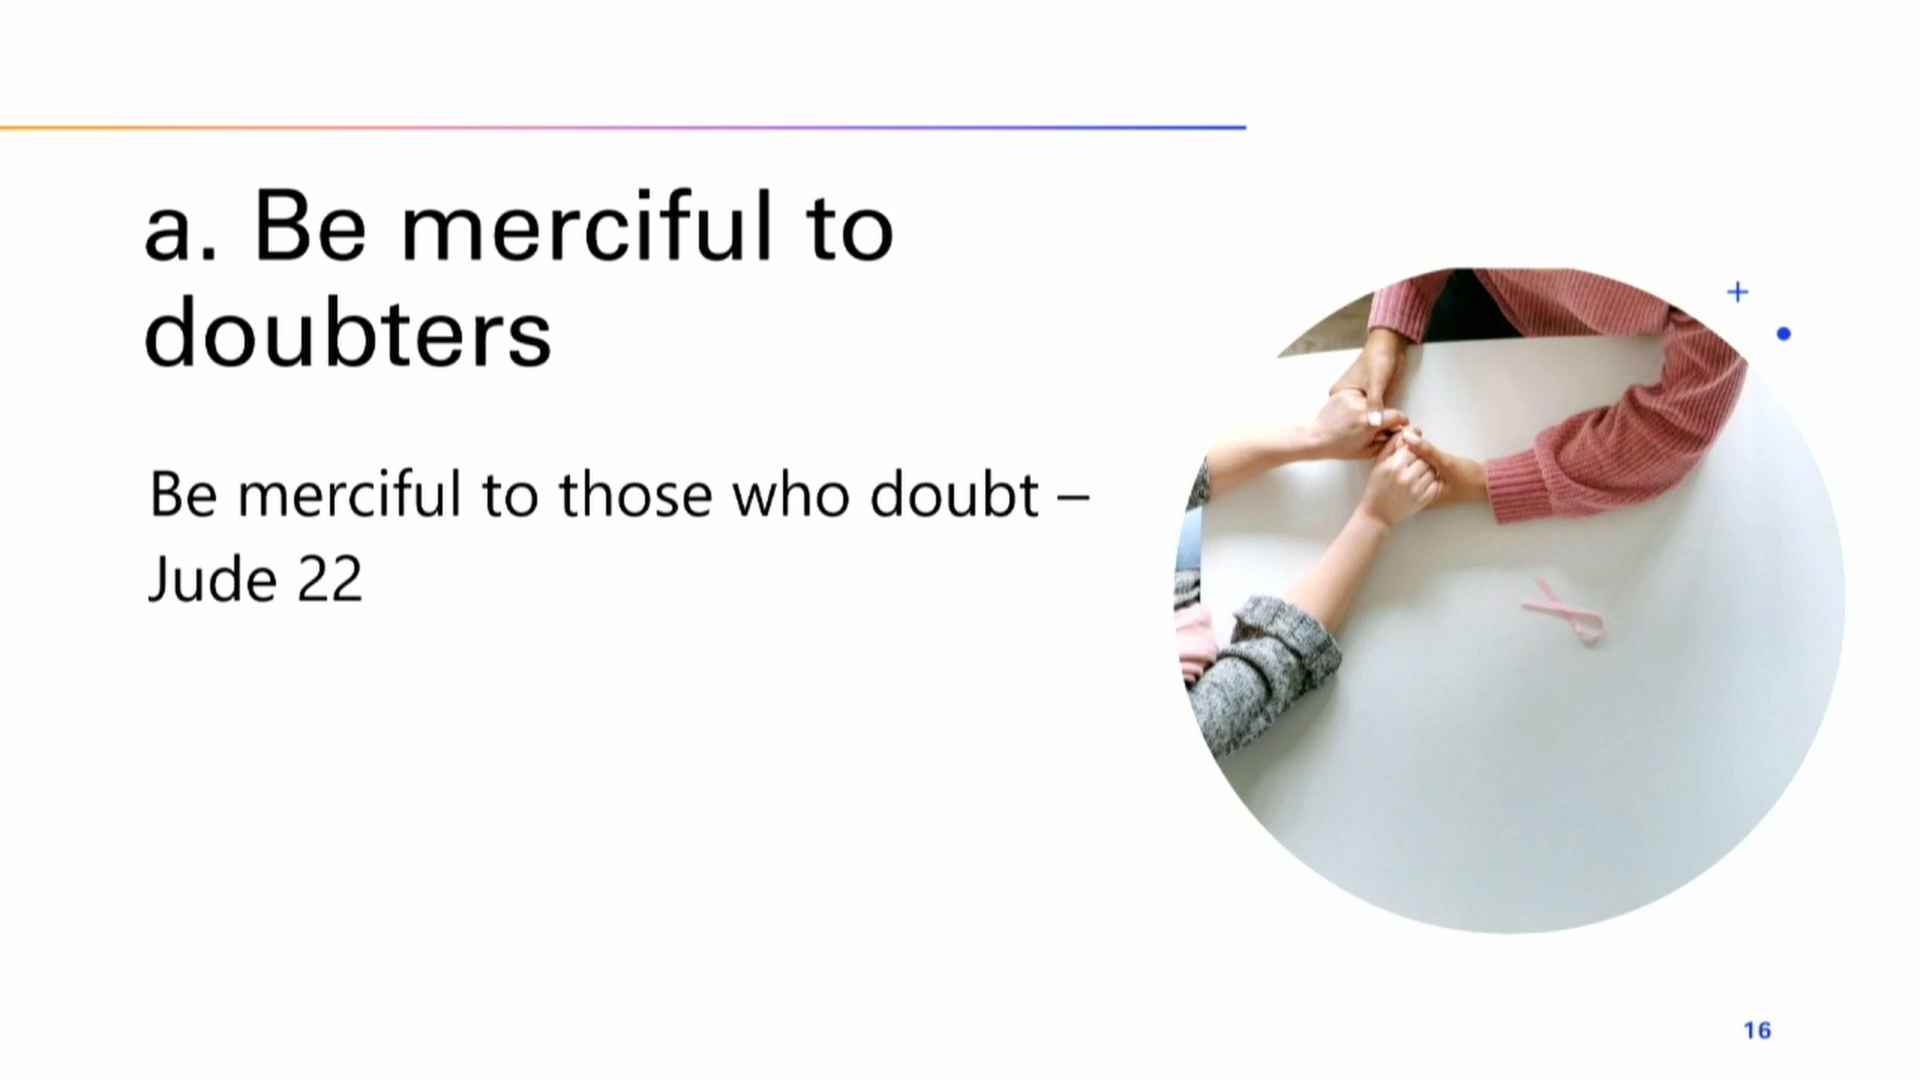 a. Be merciful to
doubters
Be merciful to those who doubt –
Jude 22
16